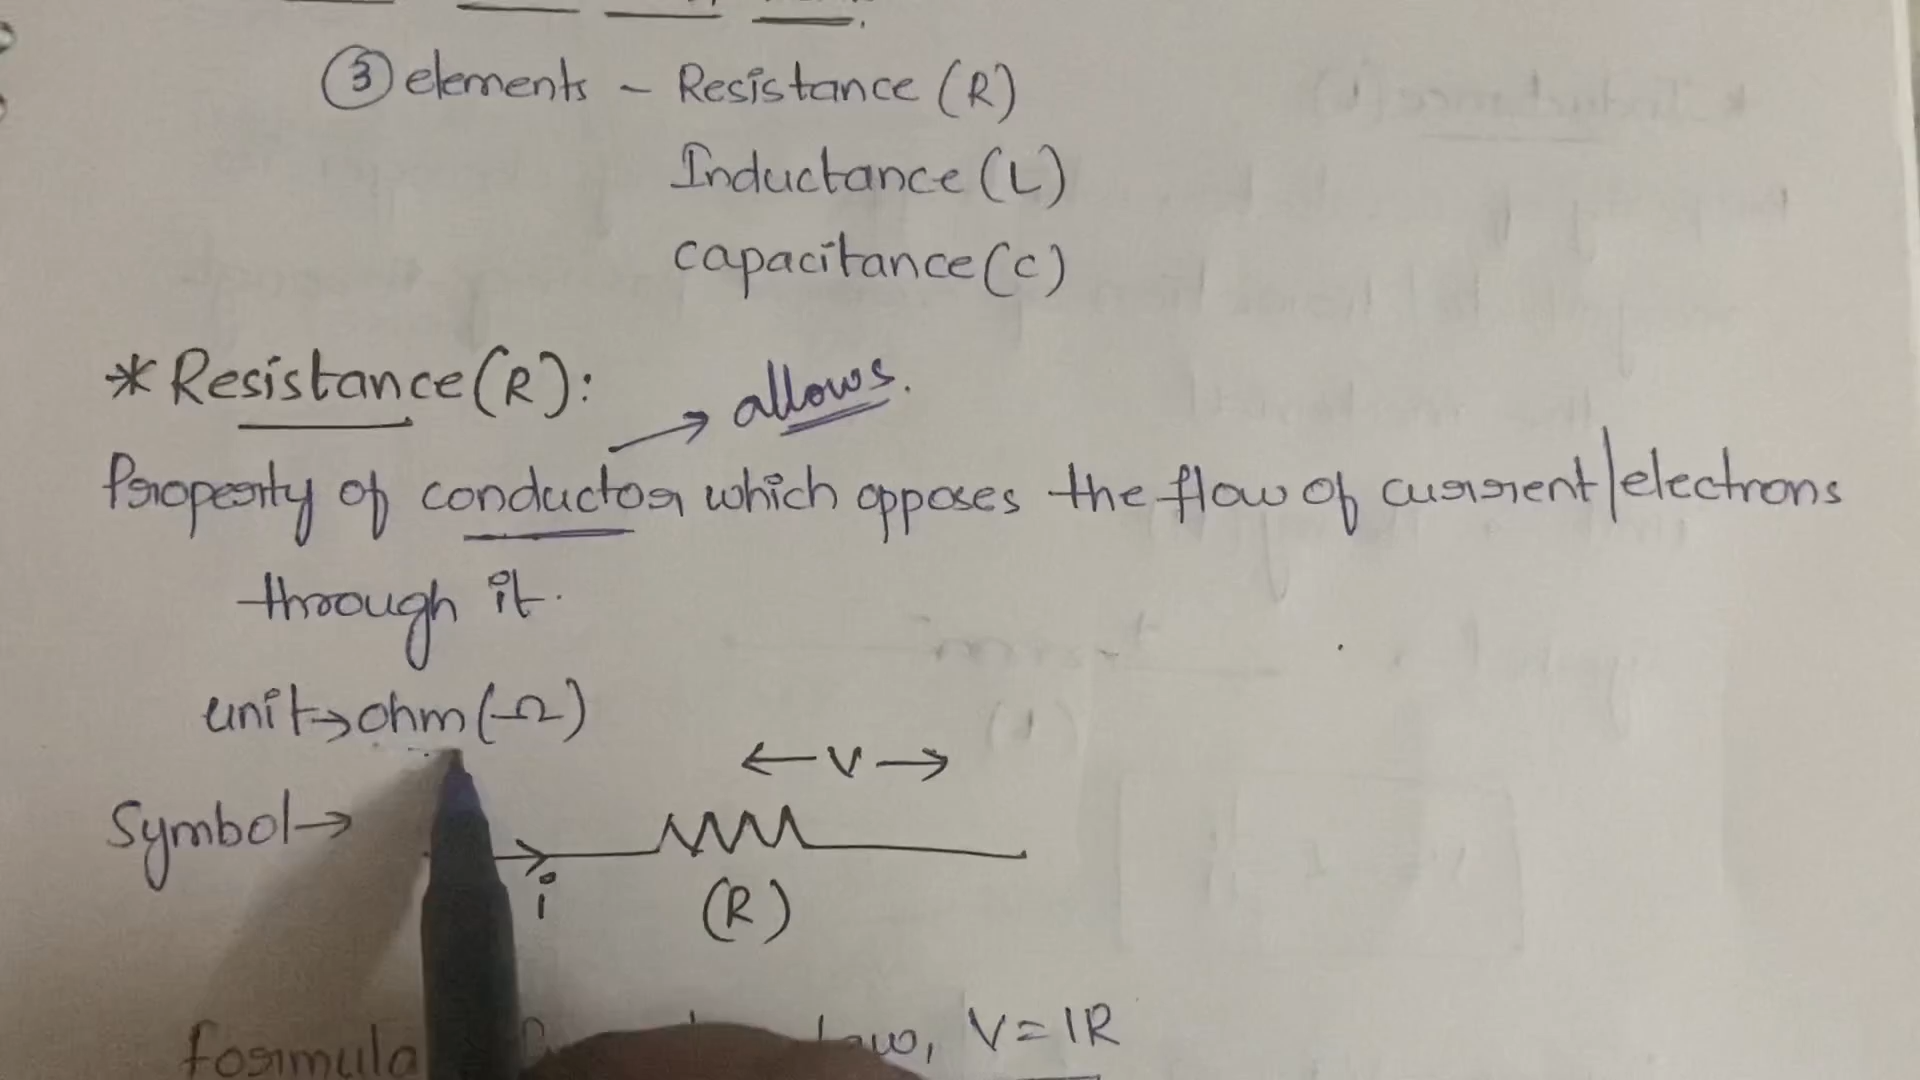 ③ elements - Resistance (R)
Inductance (L)
capacitance (c)
* Resistance (R):
→ allows.
Property of conductor which opposes the flow of current/electrons
through it.
unit → ohm (Ω)
← V →
Symbol →
i
(R)
formula law, V = IR